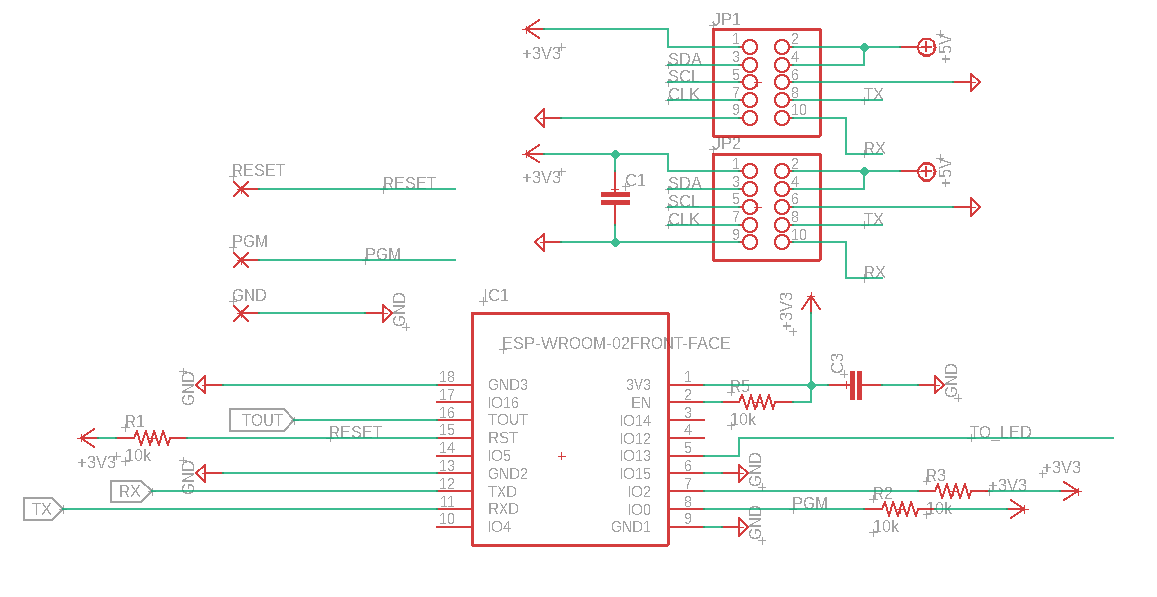 JP1
+3V3
1 2
SDA 3 4
SCL 5 6
CLK 7 8 TX
9 10
RX
+5V
JP2
+3V3
1 2
SDA 3 4
SCL 5 6
CLK 7 8 TX
9 10
RX
+5V
C1
RESET
RESET
PGM
PGM
GND
GND
IC1
ESP-WROOM-02FRONT-FACE
GND 18 GND3
17 IO16
TOUT 16 TOUT
R1
+3V3 10k
RESET 15 RST
14 IO5
GND 13 GND2
RX 12 TXD
TX 11 RXD
10 IO4
3V3 1
EN 2
IO14 3
IO12 4
IO13 5
IO15 6
IO2 7
IO0 8
GND1 9
+3V3
C3
GND
R5
10k
TO_LED
GND
R3
10k
+3V3
PGM
R2
10k
+3V3
GND